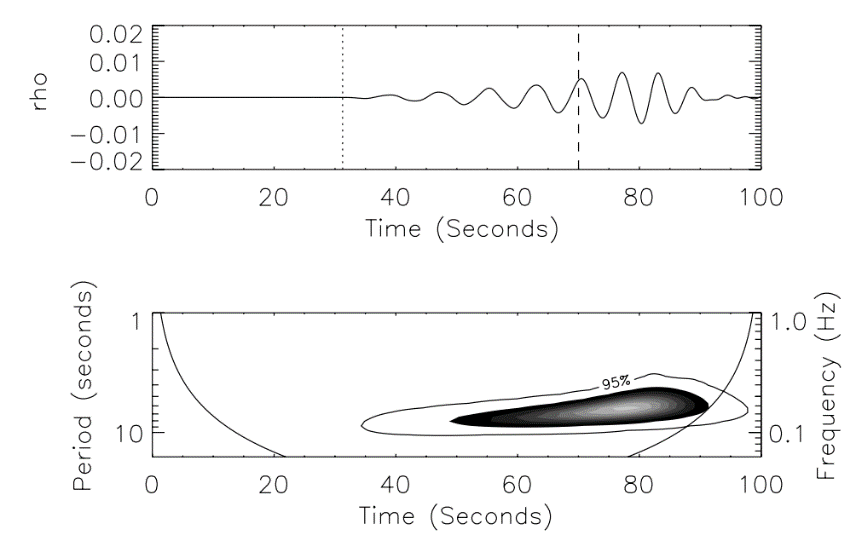 0.02
0.01
0.00
−0.01
−0.02
rho
0 20 40 60 80 100
Time (Seconds)
1
10
Period (seconds)
95%
1.0
0.1
Frequency (Hz)
0 20 40 60 80 100
Time (Seconds)